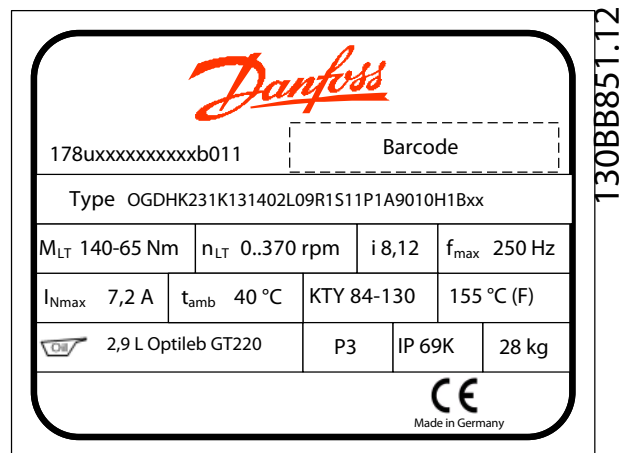 Danfoss
178uxxxxxxxxxxb011
Barcode
Type OGDHK231K131402L09R1S11P1A9010H1Bxx
MLT 140-65 Nm nLT 0..370 rpm i 8,12 fmax 250 Hz
INmax 7,2 A tamb 40 °C KTY 84-130 155 °C (F)
Oil 2,9 L Optileb GT220 P3 IP 69K 28 kg
CE
Made in Germany
130BB851.12